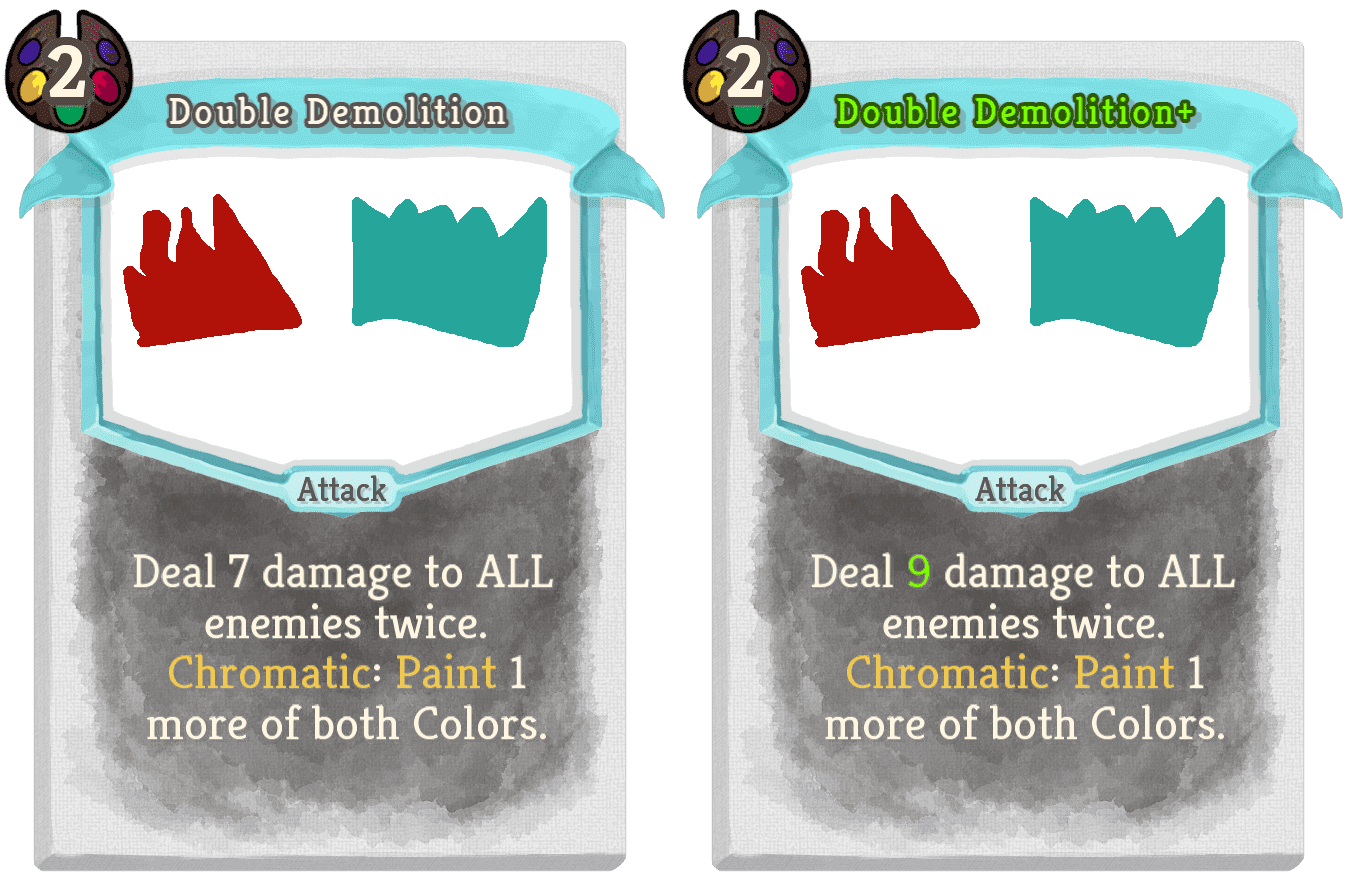 2
Double Demolition
Attack
Deal 7 damage to ALL
enemies twice.
Chromatic: Paint 1
more of both Colors.
2
Double Demolition+
Attack
Deal 9 damage to ALL
enemies twice.
Chromatic: Paint 1
more of both Colors.